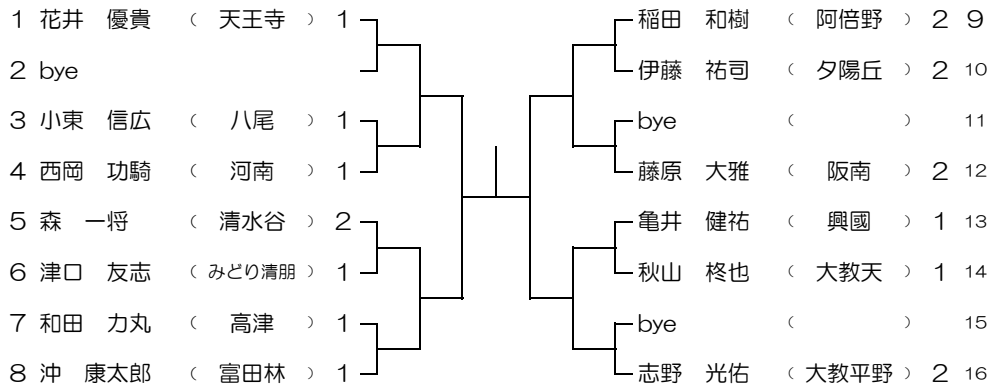 1 花井 優貴 ( 天王寺 ) 1
2 bye
3 小東 信広 ( 八尾 ) 1
4 西岡 功騎 ( 河南 ) 1
5 森 一将 ( 清水谷 ) 2
6 津口 友志 ( みどり清朋 ) 1
7 和田 力丸 ( 高津 ) 1
8 沖 康太郎 ( 富田林 ) 1
稲田 和樹 ( 阿倍野 ) 2 9
伊藤 祐司 ( 夕陽丘 ) 2 10
bye ( ) 11
藤原 大雅 ( 阪南 ) 2 12
亀井 健祐 ( 興國 ) 1 13
秋山 柊也 ( 大教天 ) 1 14
bye ( ) 15
志野 光佑 ( 大教平野 ) 2 16